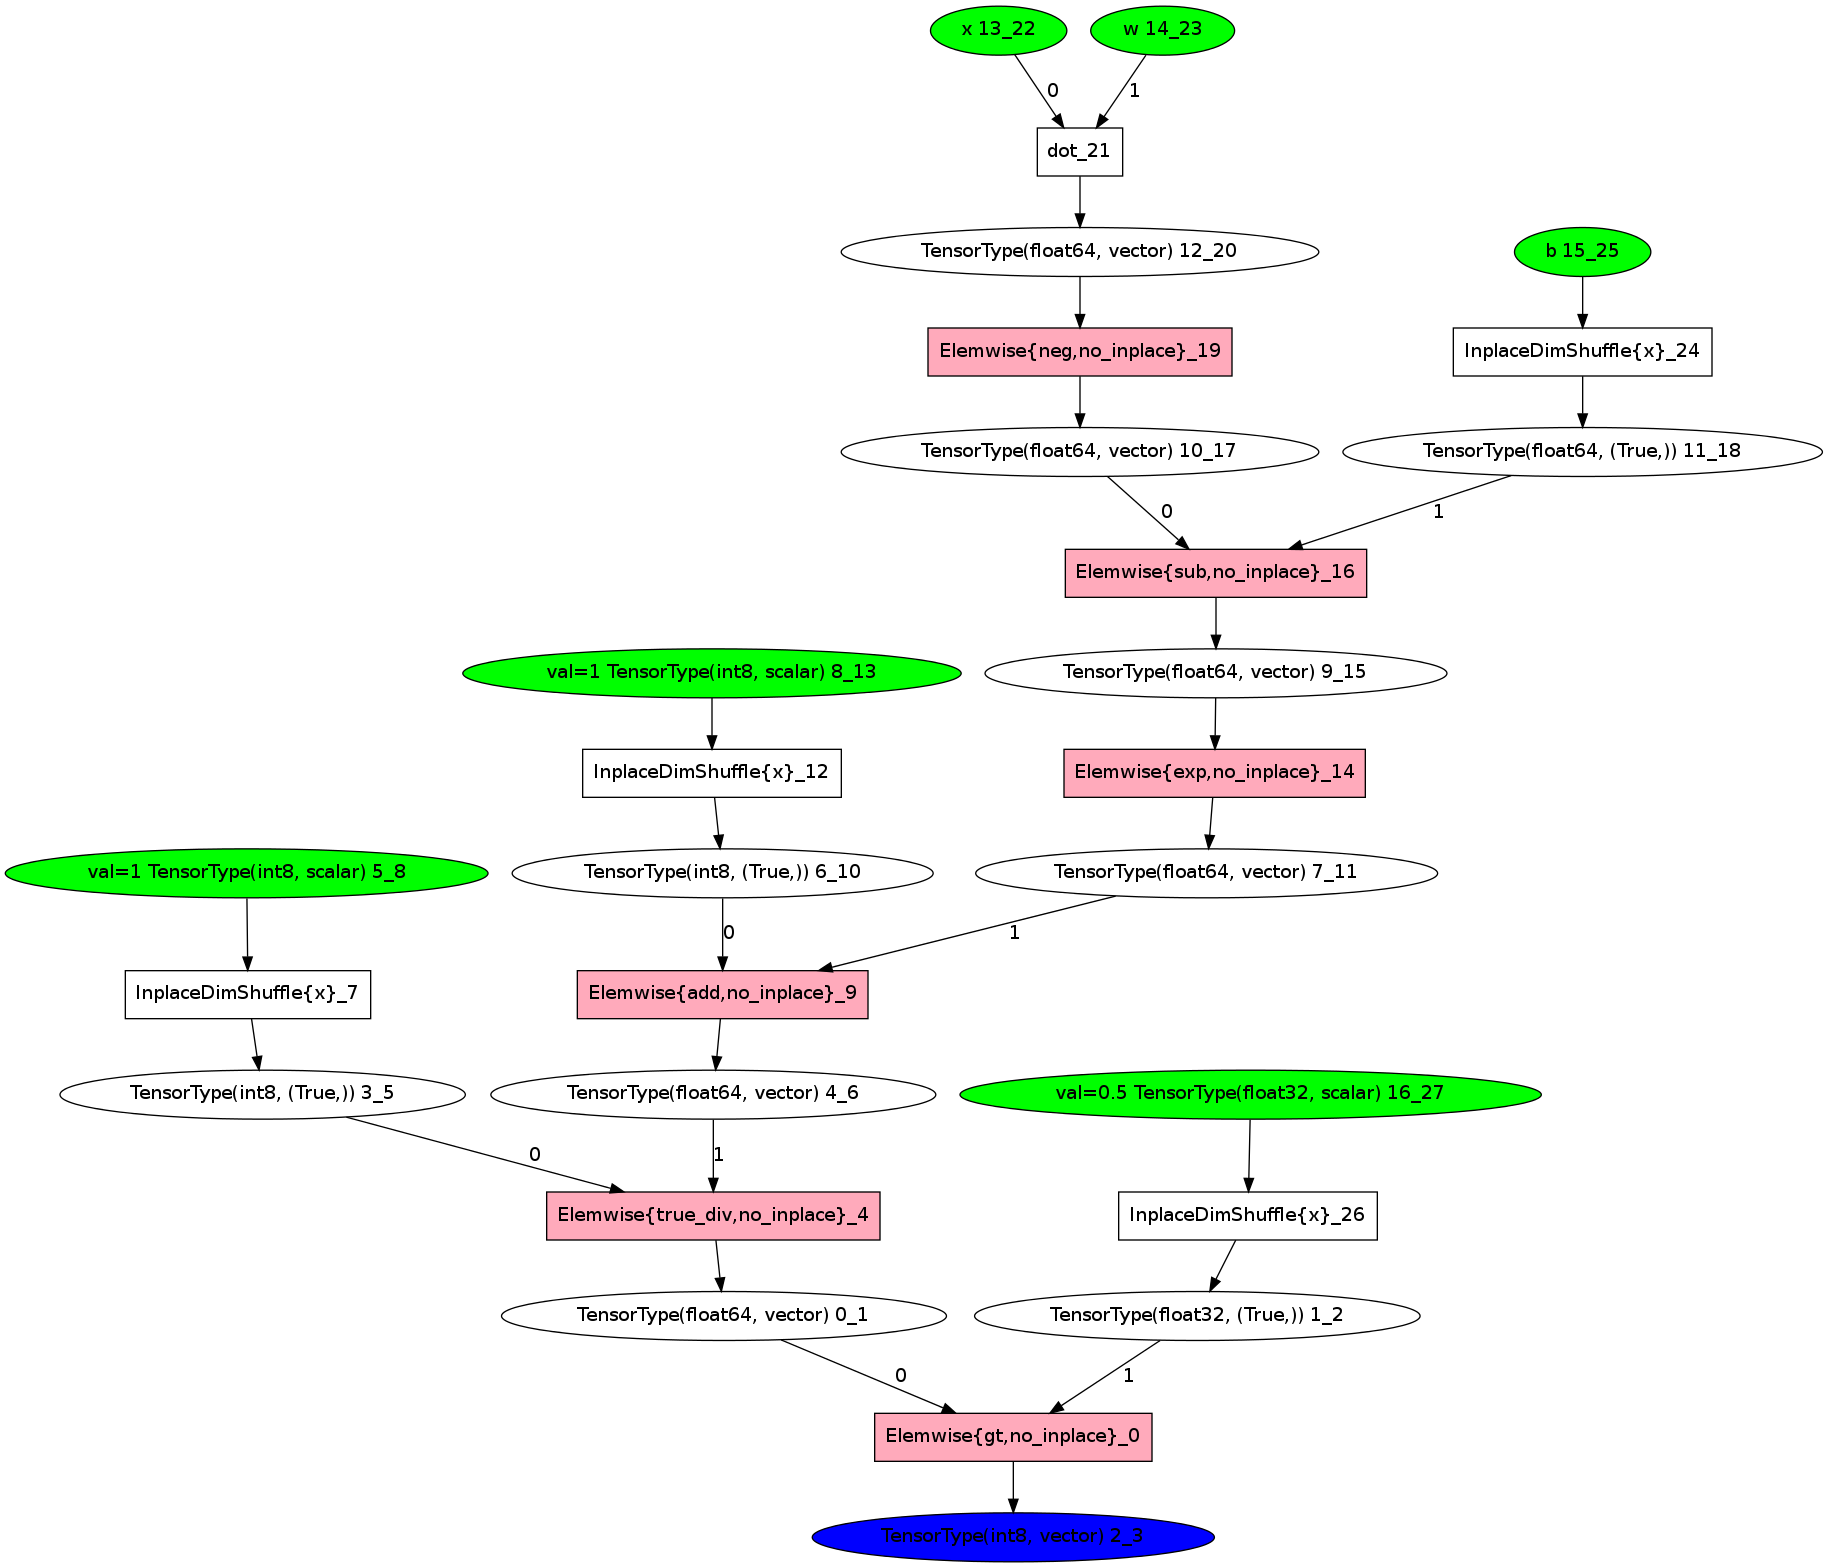 x 13_22
w 14_23
0
1
dot_21
TensorType(float64, vector) 12_20
b 15_25
Elemwise{neg,no_inplace}_19
InplaceDimShuffle{x}_24
TensorType(float64, vector) 10_17
TensorType(float64, (True,)) 11_18
0
1
Elemwise{sub,no_inplace}_16
val=1 TensorType(int8, scalar) 8_13
TensorType(float64, vector) 9_15
InplaceDimShuffle{x}_12
Elemwise{exp,no_inplace}_14
val=1 TensorType(int8, scalar) 5_8
TensorType(int8, (True,)) 6_10
TensorType(float64, vector) 7_11
0
1
InplaceDimShuffle{x}_7
Elemwise{add,no_inplace}_9
TensorType(int8, (True,)) 3_5
TensorType(float64, vector) 4_6
val=0.5 TensorType(float32, scalar) 16_27
0
1
Elemwise{true_div,no_inplace}_4
InplaceDimShuffle{x}_26
TensorType(float64, vector) 0_1
TensorType(float32, (True,)) 1_2
0
1
Elemwise{gt,no_inplace}_0
TensorType(int8, vector) 2_3